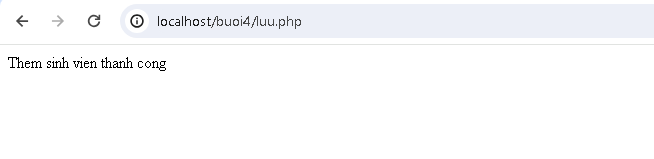 localhost/buoi4/luu.php
Them sinh vien thanh cong